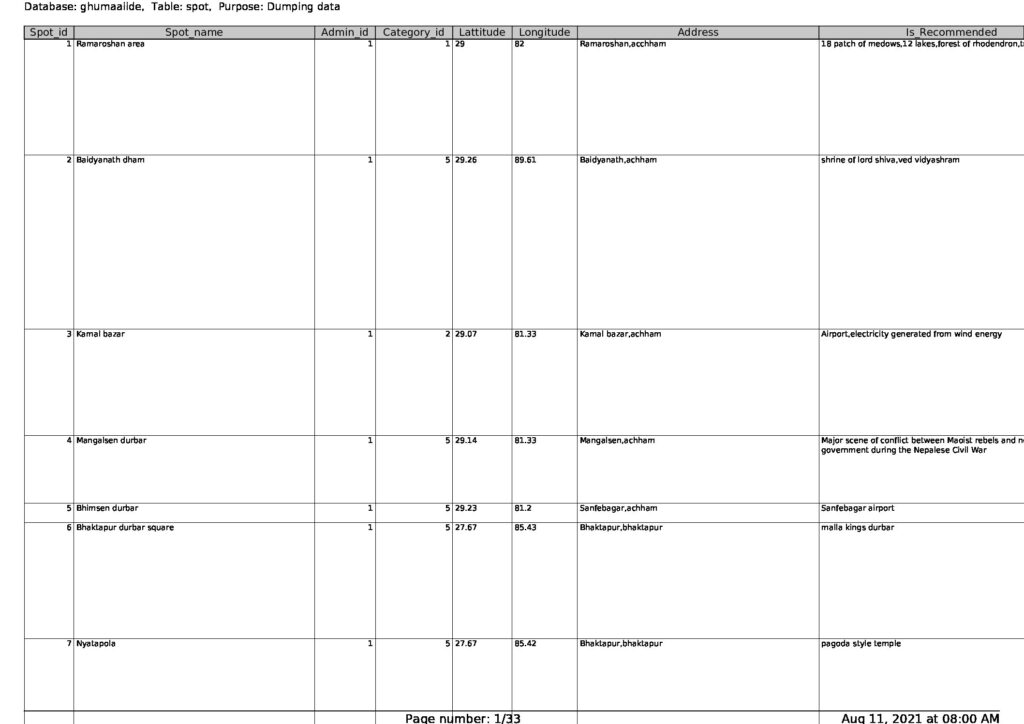 Database: ghumaaiide, Table: spot, Purpose: Dumping data
Spot_id Spot_name Admin_id Category_id Lattitude Longitude Address Is_Recommended
1 Ramaroshan area 1 1 29 82 Ramaroshan,acchham 18 patch of medows,12 lakes,forest of rhodendron,
2 Baidyanath dham 1 5 29.26 89.61 Baidyanath,achham shrine of lord shiva,ved vidyashram
3 Kamal bazar 1 2 29.07 81.33 Kamal bazar,achham Airport,electricity generated from wind energy
4 Mangalsen durbar 1 5 29.14 81.33 Mangalsen,achham Major scene of conflict between Maoist rebels and
government during the Nepalese Civil War
5 Bhimsen durbar 1 5 29.23 81.2 Sanfebagar,achham Sanfebagar airport
6 Bhaktapur durbar square 1 5 27.67 85.43 Bhaktapur,bhaktapur malla kings durbar
7 Nyatapola 1 5 27.67 85.42 Bhaktapur,bhaktapur pagoda style temple
Page number: 1/33 Aug 11, 2021 at 08:00 AM